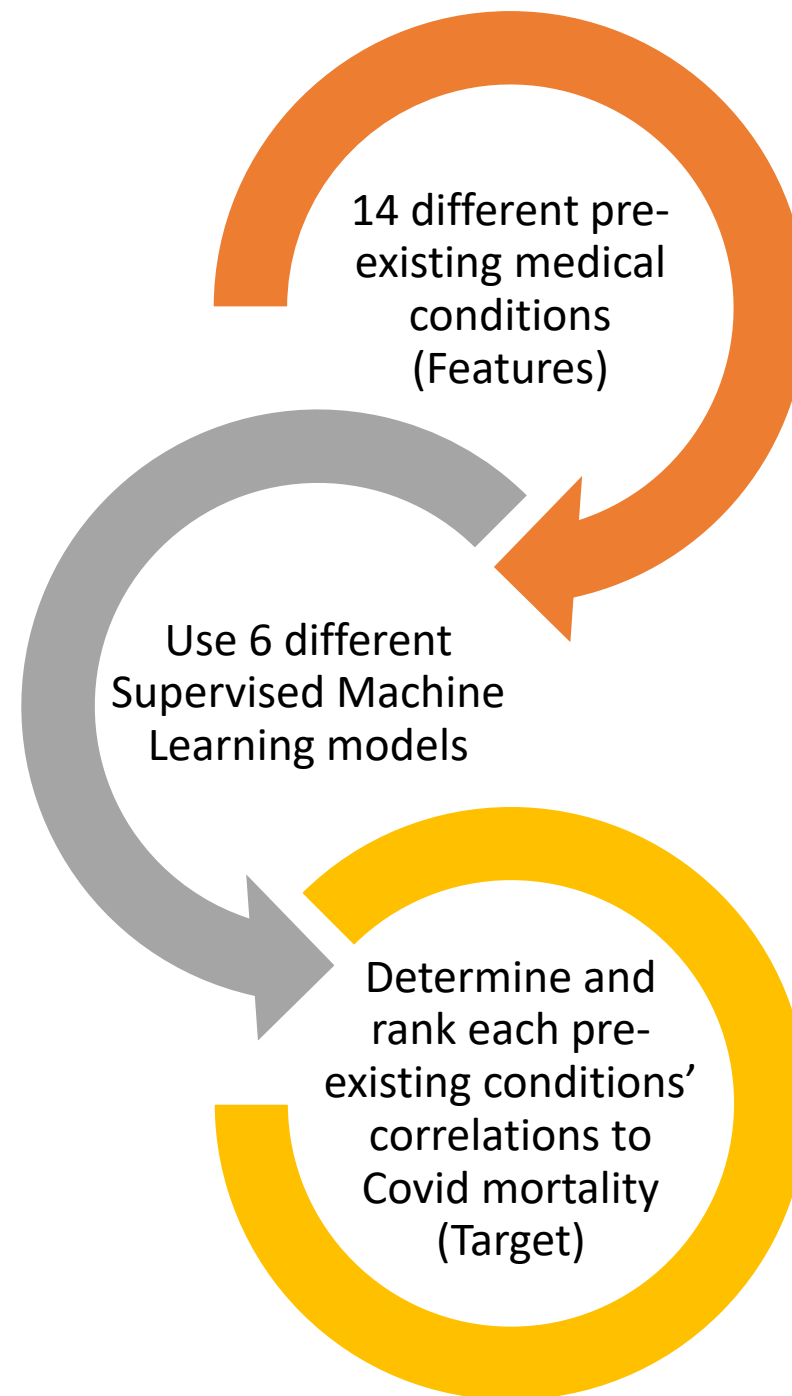 14 different pre-
existing medical
conditions
(Features)
Use 6 different
Supervised Machine
Learning models
Determine and
rank each pre-
existing conditions’
correlations to
Covid mortality
(Target)